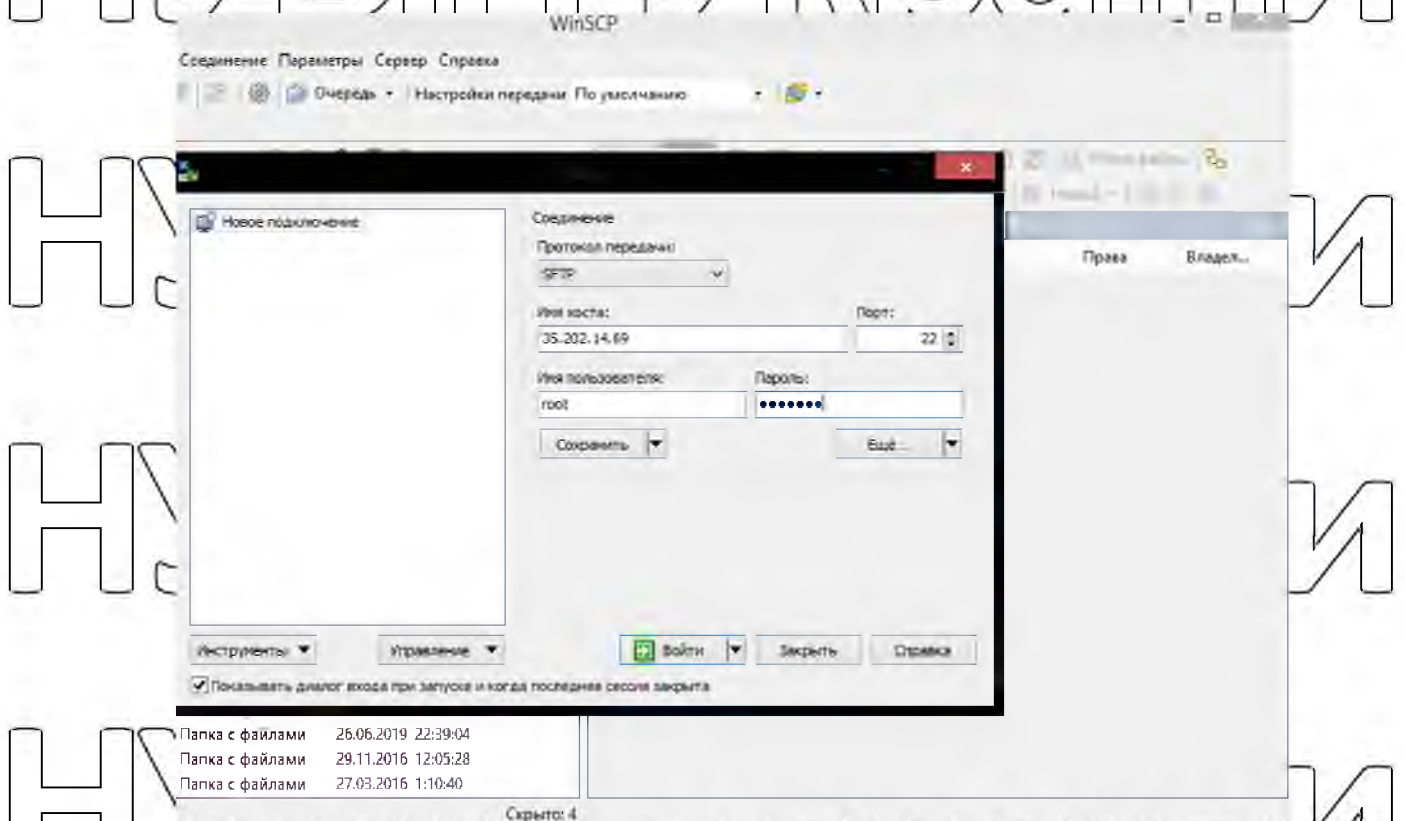 WinSCP
Соединение Параметры Сервер Справка
Очередь Настройки передачи По умолчанию
Новое подключение
Соединение
Протокол передачи:
SFTP
Имя хоста:
Порт:
35.202.14.69
22
Имя пользователя:
Пароль:
root
•••••••
Сохранить
Ещё...
Права Владел...
Инструменты
Управление
Войти
Закрыть
Справка
Показывать диалог входа при запуске и когда последняя сессия закрыта
Папка с файлами 26.06.2019 22:39:04
Папка с файлами 29.11.2016 12:05:28
Папка с файлами 27.03.2016 1:10:40
Скрыто: 4